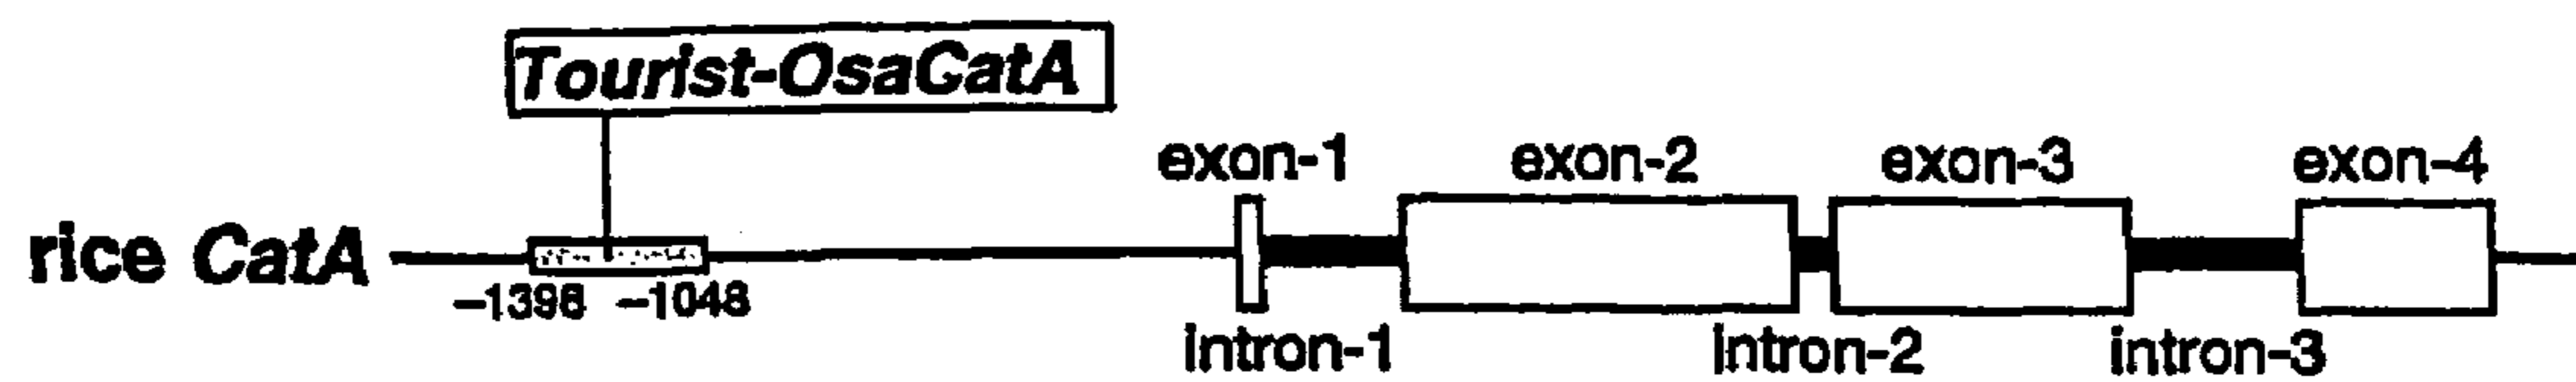 Tourist-OsaCatA
exon-1 exon-2 exon-3 exon-4
rice CatA
-1398 -1048
intron-1 intron-2 intron-3